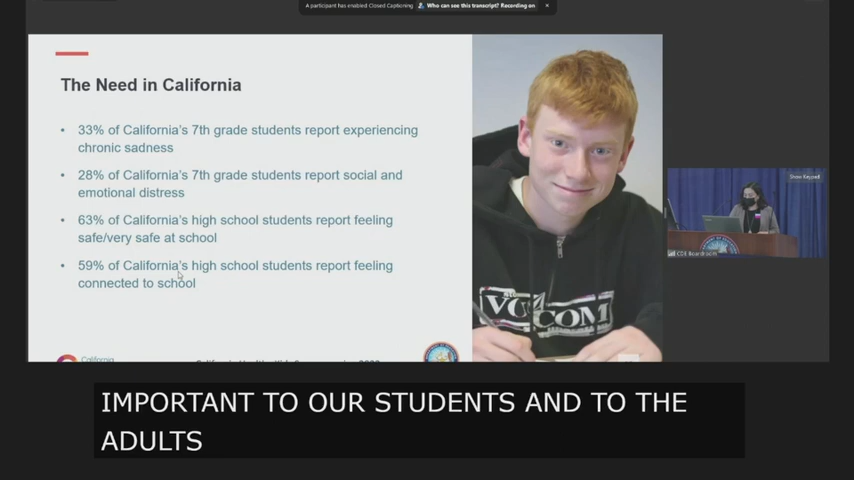 A participant has enabled Closed Captioning
Who can see this transcript? Recording on
The Need in California
• 33% of California's 7th grade students report experiencing
chronic sadness
• 28% of California's 7th grade students report social and
emotional distress
• 63% of California's high school students report feeling
safe/very safe at school
• 59% of California's high school students report feeling
connected to school
California
VOLCOM
CDE Boardroom
IMPORTANT TO OUR STUDENTS AND TO THE
ADULTS